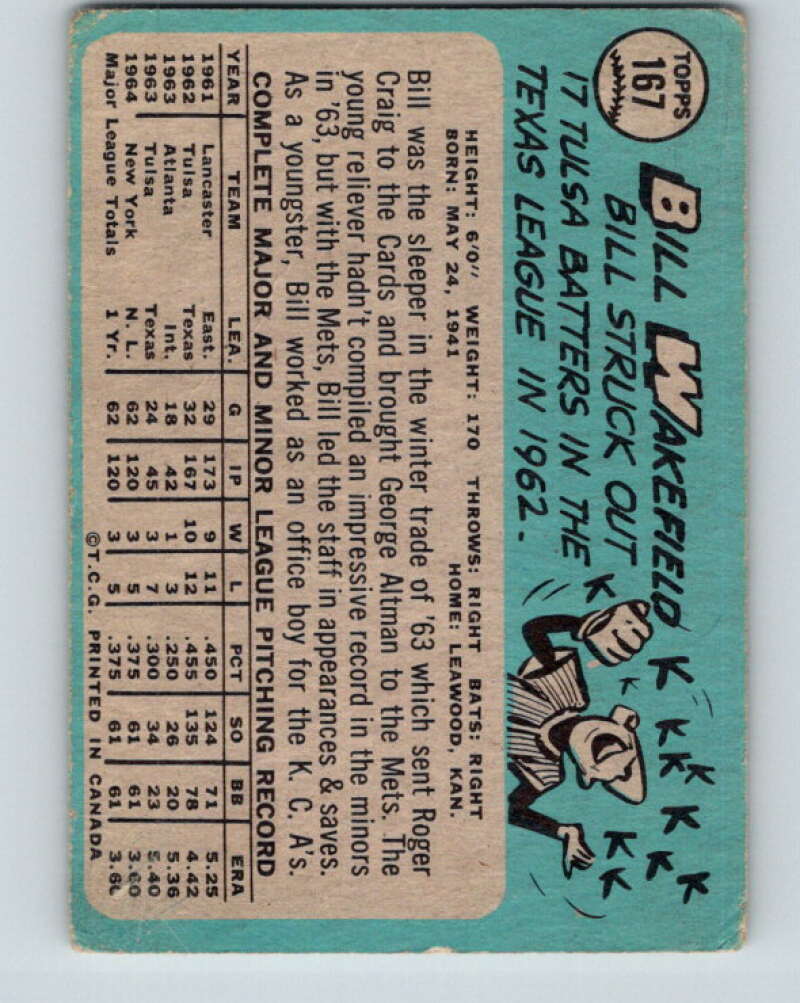 TOPPS
167
BILL WAKEFIELD
BILL STRUCK OUT
17 TULSA BATTERS IN THE
TEXAS LEAGUE IN 1962.
K K K K K K K K K K K
HEIGHT: 6'0" WEIGHT: 170 THROWS: RIGHT BATS: RIGHT
BORN: MAY 24, 1941 HOME: LEAWOOD, KAN.
Bill was the sleeper in the winter trade of '63 which sent Roger
Craig to the Cards and brought George Altman to the Mets. The
young reliever hadn't compiled an impressive record in the minors
in '63, but with the Mets, Bill led the staff in appearances & saves.
As a youngster, Bill worked as an office boy for the K. C. A's.
COMPLETE MAJOR AND MINOR LEAGUE PITCHING RECORD
YEAR TEAM LEA. G IP W L PCT SO BB ERA
1961 Lancaster East. 29 173 9 11 .450 124 71 5.25
1962 Tulsa Texas 32 167 10 12 .455 135 78 4.42
1963 Atlanta Int. 18 42 1 3 .250 26 20 5.36
1963 Tulsa Texas 24 45 3 7 .300 34 23 5.40
1964 New York N. L. 62 120 3 5 .375 61 61 3.60
Major League Totals 1 Yr. 62 120 3 5 .375 61 61 3.60
©T.C.G. PRINTED IN CANADA